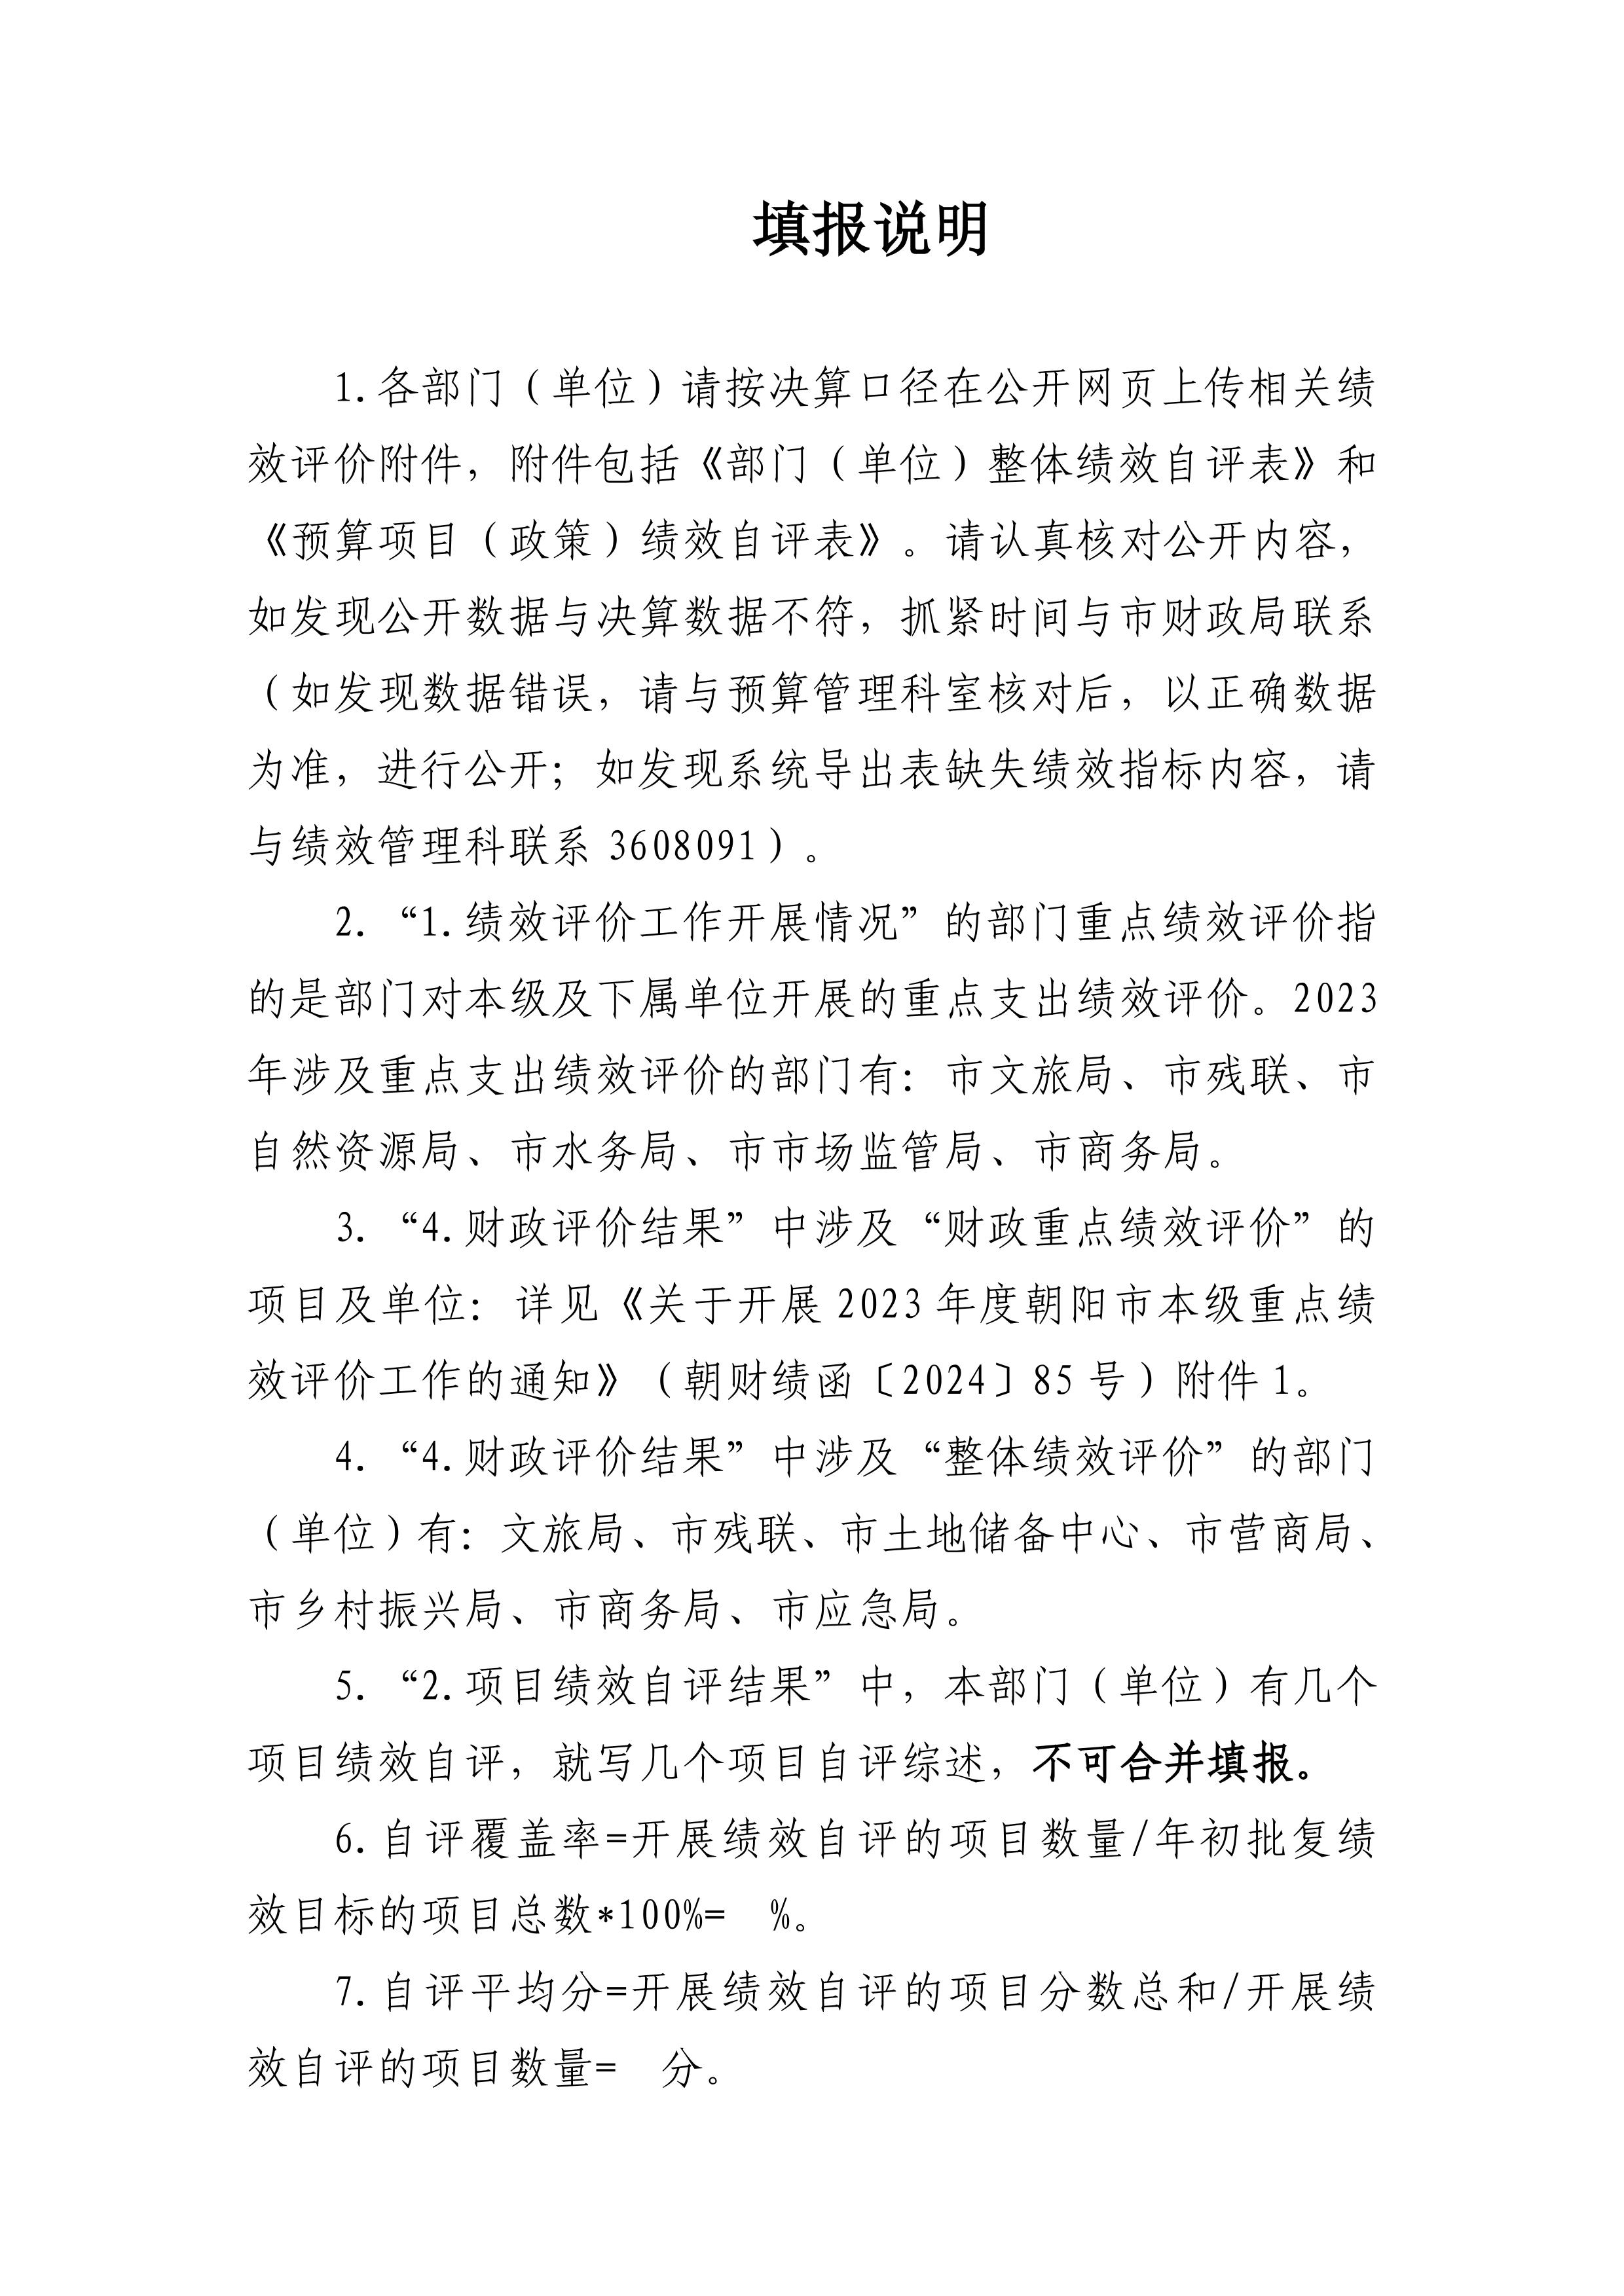 填报说明
1.各部门（单位）请按决算口径在公开网页上传相关绩
效评价附件，附件包括《部门（单位）整体绩效自评表》和
《预算项目（政策）绩效自评表》。请认真核对公开内容，
如发现公开数据与决算数据不符，抓紧时间与市财政局联系
（如发现数据错误，请与预算管理科室核对后，以正确数据
为准，进行公开；如发现系统导出表缺失绩效指标内容，请
与绩效管理科联系 3608091）。
2.“1.绩效评价工作开展情况”的部门重点绩效评价指
的是部门对本级及下属单位开展的重点支出绩效评价。2023
年涉及重点支出绩效评价的部门有：市文旅局、市残联、市
自然资源局、市水务局、市市场监管局、市商务局。
3.“4.财政评价结果”中涉及“财政重点绩效评价”的
项目及单位：详见《关于开展 2023 年度朝阳市本级重点绩
效评价工作的通知》（朝财绩函〔2024〕85 号）附件 1。
4.“4.财政评价结果”中涉及“整体绩效评价”的部门
（单位）有：文旅局、市残联、市土地储备中心、市营商局、
市乡村振兴局、市商务局、市应急局。
5.“2.项目绩效自评结果”中，本部门（单位）有几个
项目绩效自评，就写几个项目自评综述，不可合并填报。
6.自评覆盖率=开展绩效自评的项目数量/年初批复绩
效目标的项目总数*100%=  %。
7.自评平均分=开展绩效自评的项目分数总和/开展绩
效自评的项目数量=  分。